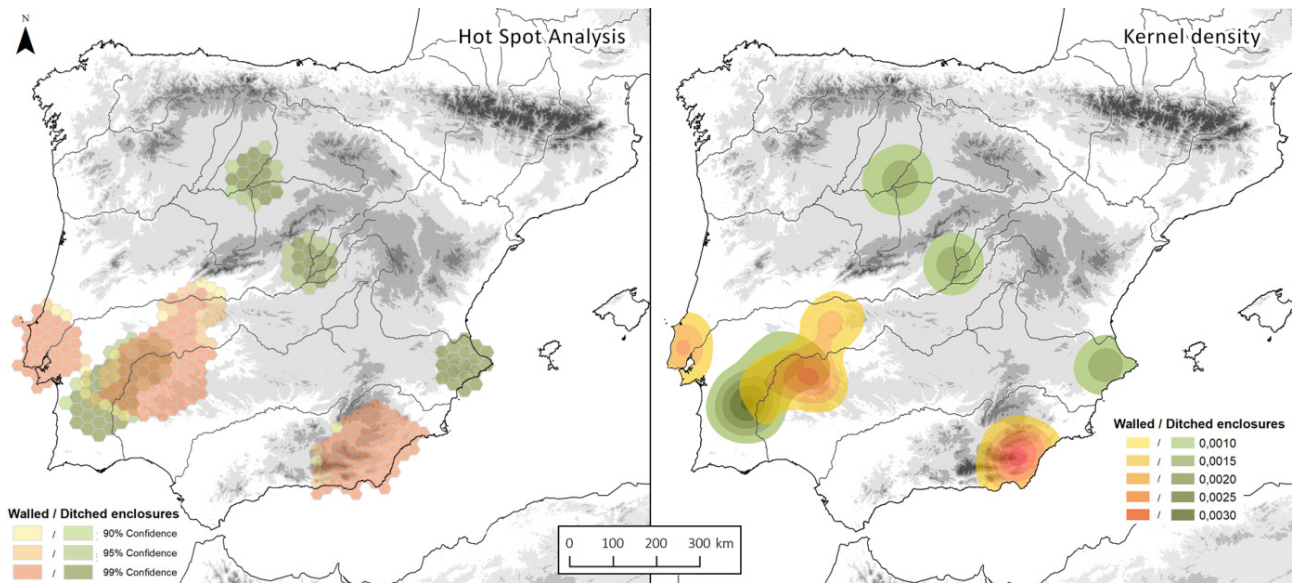 N
Hot Spot Analysis
Walled / Ditched enclosures
/ : 90% Confidence
/ : 95% Confidence
/ : 99% Confidence
0 100 200 300 km
Kernel density
Walled / Ditched enclosures
/ 0,0010
/ 0,0015
/ 0,0020
/ 0,0025
/ 0,0030